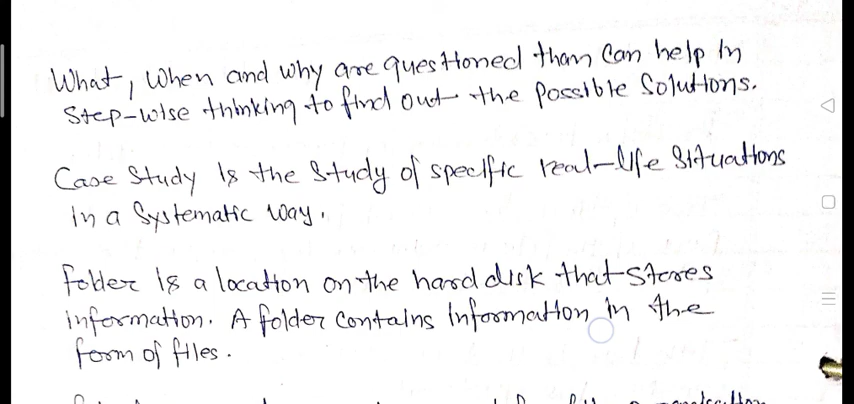 What, When and why are questioned than Can help in
Step-wise thinking to find out the Possible Solutions.
Case Study is the Study of specific real-life Situations
in a Systematic way.
folder is a location on the hard disk that stores
information. A folder contains information in the
form of files.